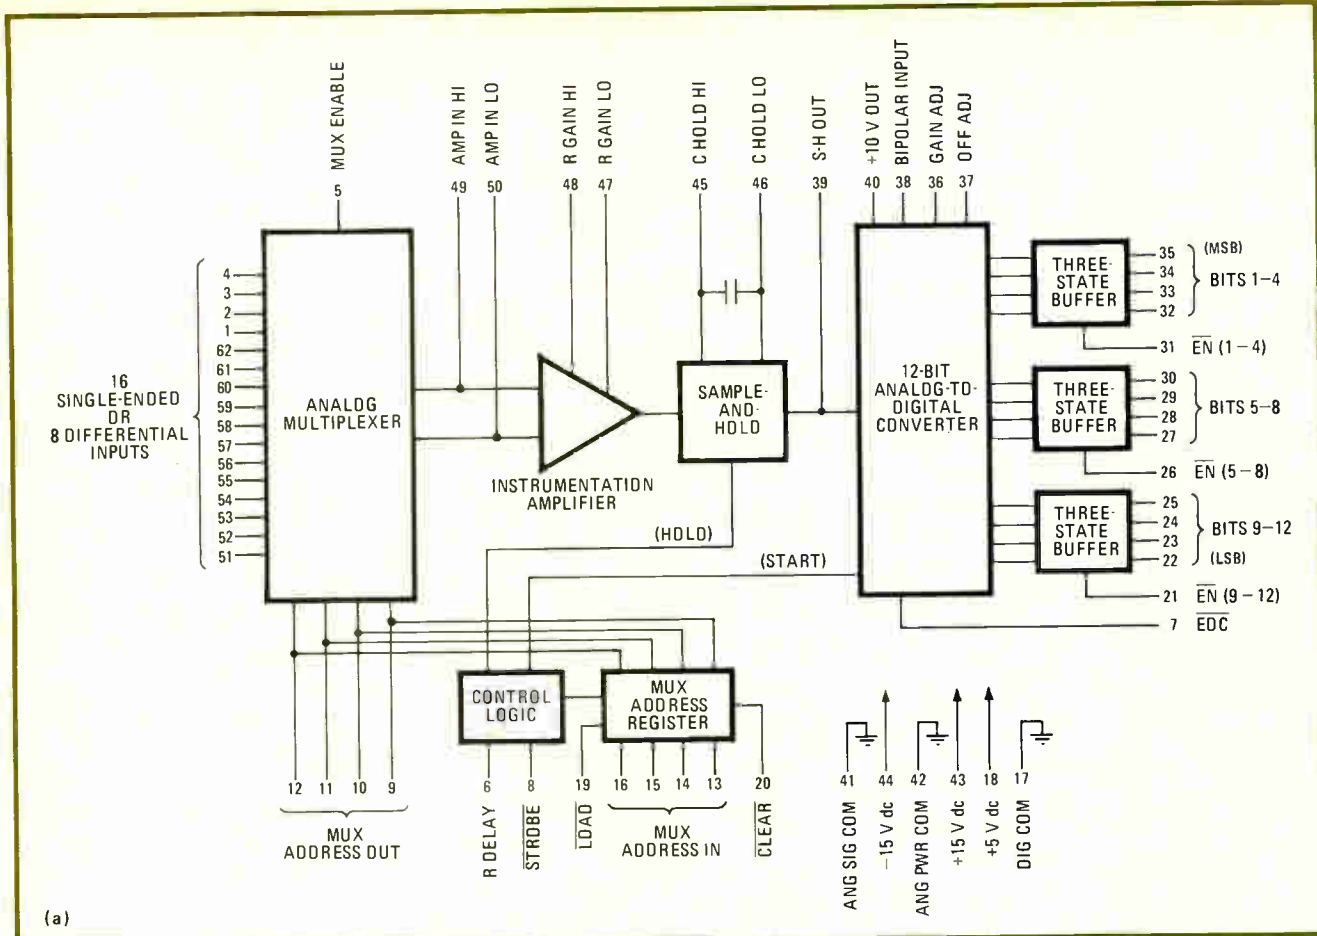 MUX ENABLE
5
AMP IN HI
49
AMP IN LO
50
R GAIN HI
48
R GAIN LO
47
C HOLD HI
45
C HOLD LO
46
S-H OUT
39
+10 V OUT
40
BIPOLAR INPUT
38
GAIN ADJ
36
OFF ADJ
37
16
SINGLE-ENDED
OR
8 DIFFERENTIAL
INPUTS
4
3
2
1
62
61
60
59
58
57
56
55
54
53
52
51
ANALOG
MULTIPLEXER
INSTRUMENTATION
AMPLIFIER
SAMPLE-
AND-
HOLD
12-BIT
ANALOG-TO-
DIGITAL
CONVERTER
THREE-
STATE
BUFFER
35 (MSB)
34
33
32
BITS 1–4
31 EN (1–4)
THREE-
STATE
BUFFER
30
29
28
27
BITS 5–8
26 EN (5–8)
THREE-
STATE
BUFFER
25
24
23
22 (LSB)
BITS 9–12
21 EN (9–12)
7 EOC
(HOLD)
(START)
CONTROL
LOGIC
MUX
ADDRESS
REGISTER
12 11 10 9
MUX
ADDRESS OUT
6
R DELAY
8
STROBE
19
LOAD
16 15 14 13
MUX
ADDRESS IN
20
CLEAR
41
ANG SIG COM
44
−15 V dc
42
ANG PWR COM
43
+15 V dc
18
+5 V dc
17
DIG COM
(a)